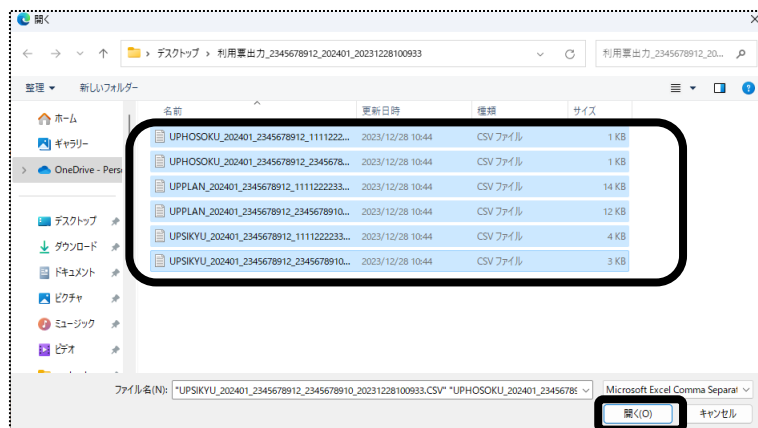 開く
デスクトップ › 利用票出力_2345678912_202401_20231228100933
利用票出力_2345678912_20...
整理 新しいフォルダー
名前 更新日時 種類 サイズ
ホーム
ギャラリー
OneDrive - Perso
デスクトップ
ダウンロード
ドキュメント
ピクチャ
ミュージック
ビデオ
UPHOSOKU_202401_2345678912_1111222... 2023/12/28 10:44 CSV ファイル 1 KB
UPHOSOKU_202401_2345678912_2345678... 2023/12/28 10:44 CSV ファイル 1 KB
UPPLAN_202401_2345678912_1111222233... 2023/12/28 10:44 CSV ファイル 14 KB
UPPLAN_202401_2345678912_2345678910... 2023/12/28 10:44 CSV ファイル 12 KB
UPSIKYU_202401_2345678912_1111222233... 2023/12/28 10:44 CSV ファイル 4 KB
UPSIKYU_202401_2345678912_2345678910... 2023/12/28 10:44 CSV ファイル 3 KB
ファイル名(N): "UPSIKYU_202401_2345678912_2345678910_20231228100933.CSV" "UPHOSOKU_202401_2345678 Microsoft Excel Comma Separat
開く(O) キャンセル